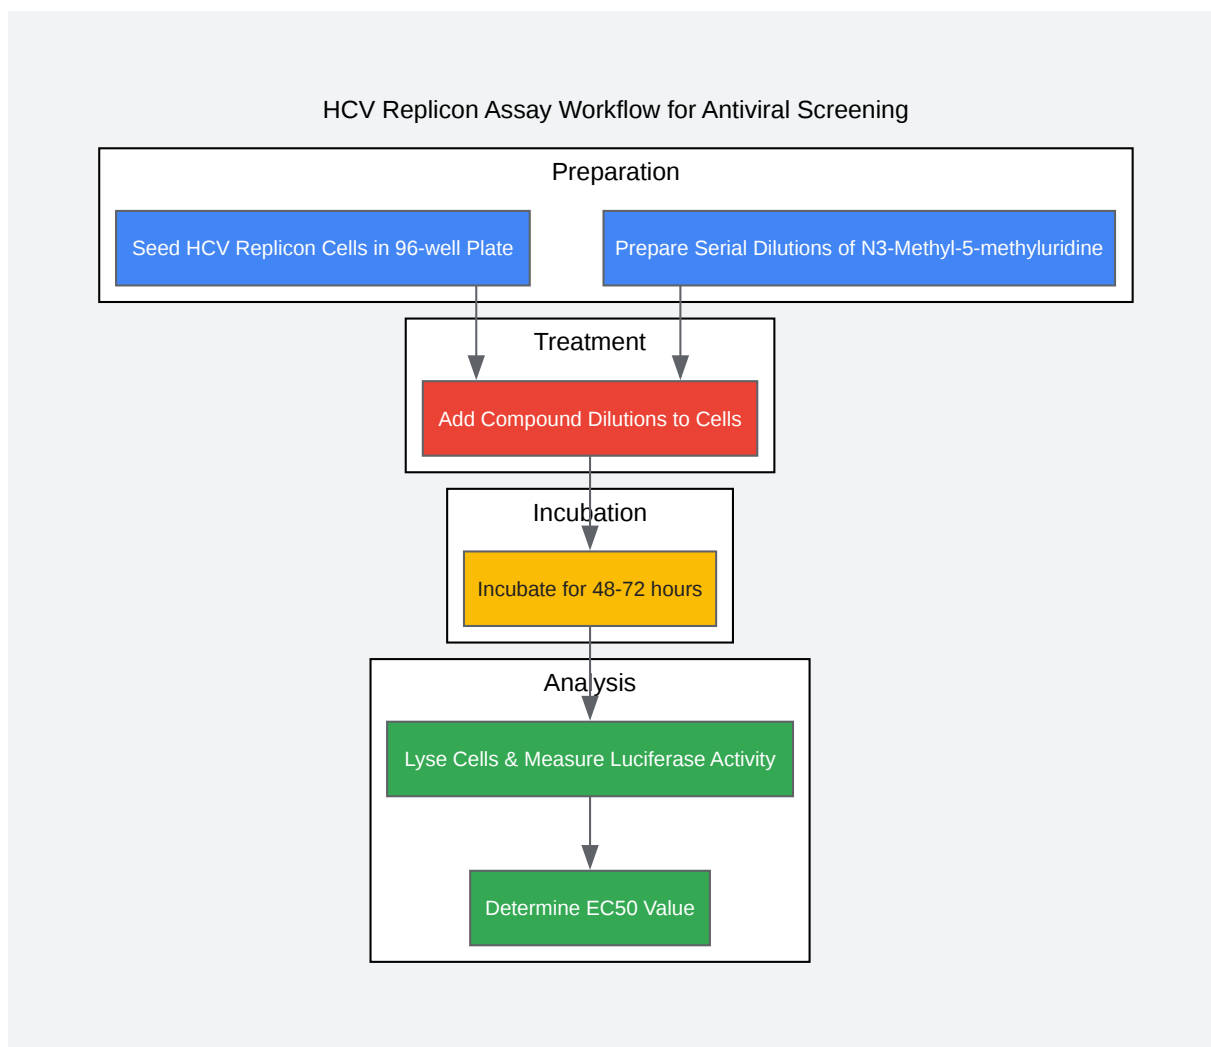 HCV Replicon Assay Workflow for Antiviral Screening
Preparation
Seed HCV Replicon Cells in 96-well Plate
Prepare Serial Dilutions of N3-Methyl-5-methyluridine
Treatment
Add Compound Dilutions to Cells
Incubation
Incubate for 48-72 hours
Analysis
Lyse Cells & Measure Luciferase Activity
Determine EC50 Value